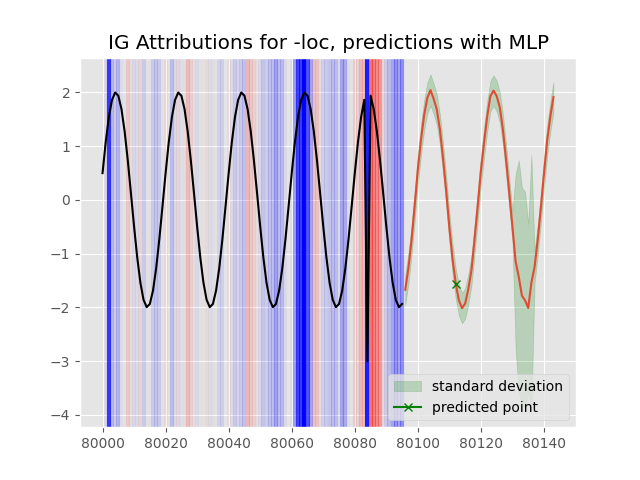 IG Attributions for -loc, predictions with MLP
2
1
0
−1
−2
−3
−4
standard deviation
predicted point
80000 80020 80040 80060 80080 80100 80120 80140